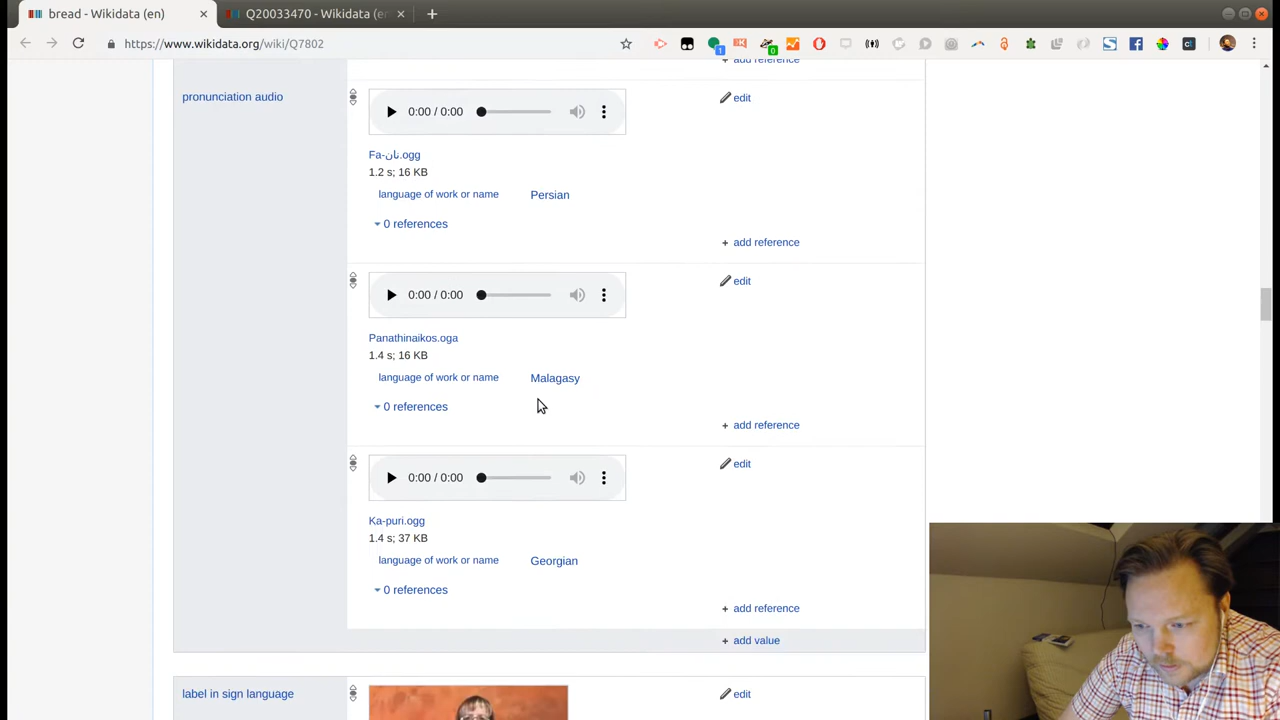 bread - Wikidata (en)
Q20033470 - Wikidata (en
https://www.wikidata.org/wiki/Q7802
1
0
add reference
pronunciation audio
0:00 / 0:00
edit
Fa-نان.ogg
1.2 s; 16 KB
language of work or name
Persian
0 references
+ add reference
0:00 / 0:00
edit
Panathinaikos.oga
1.4 s; 16 KB
language of work or name
Malagasy
0 references
+ add reference
0:00 / 0:00
edit
Ka-puri.ogg
1.4 s; 37 KB
language of work or name
Georgian
0 references
+ add reference
+ add value
label in sign language
edit